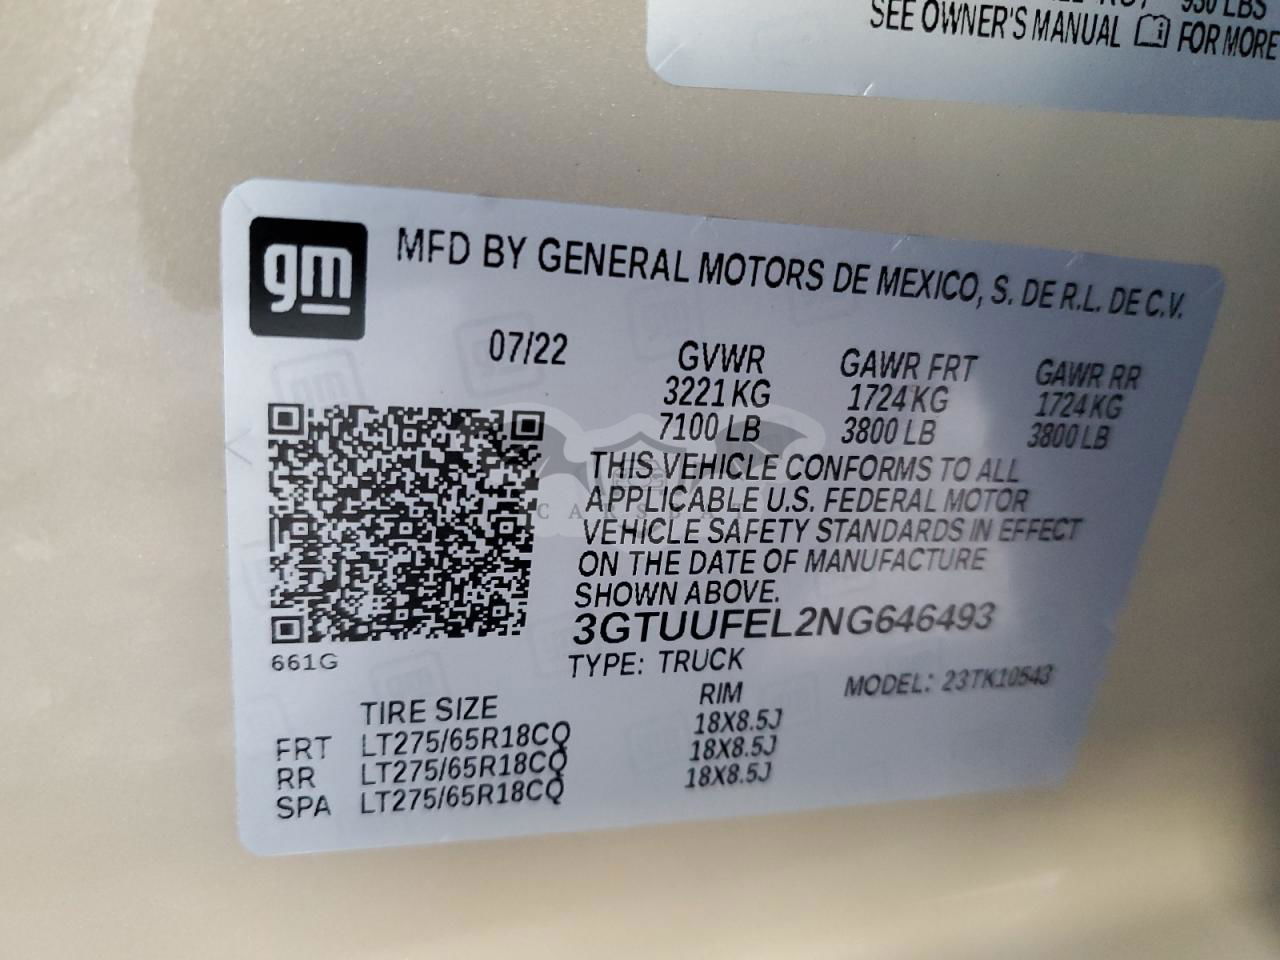 930 LBS
SEE OWNER'S MANUAL FOR MORE
gm
MFD BY GENERAL MOTORS DE MEXICO, S. DE R.L. DE C.V.
07/22 GVWR GAWR FRT GAWR RR
3221 KG 1724 KG 1724 KG
7100 LB 3800 LB 3800 LB
THIS VEHICLE CONFORMS TO ALL
APPLICABLE U.S. FEDERAL MOTOR
VEHICLE SAFETY STANDARDS IN EFFECT
ON THE DATE OF MANUFACTURE
SHOWN ABOVE.
3GTUUFEL2NG646493
661G
TYPE: TRUCK MODEL: 23TK10543
TIRE SIZE RIM
FRT LT275/65R18CQ 18X8.5J
RR LT275/65R18CQ 18X8.5J
SPA LT275/65R18CQ 18X8.5J